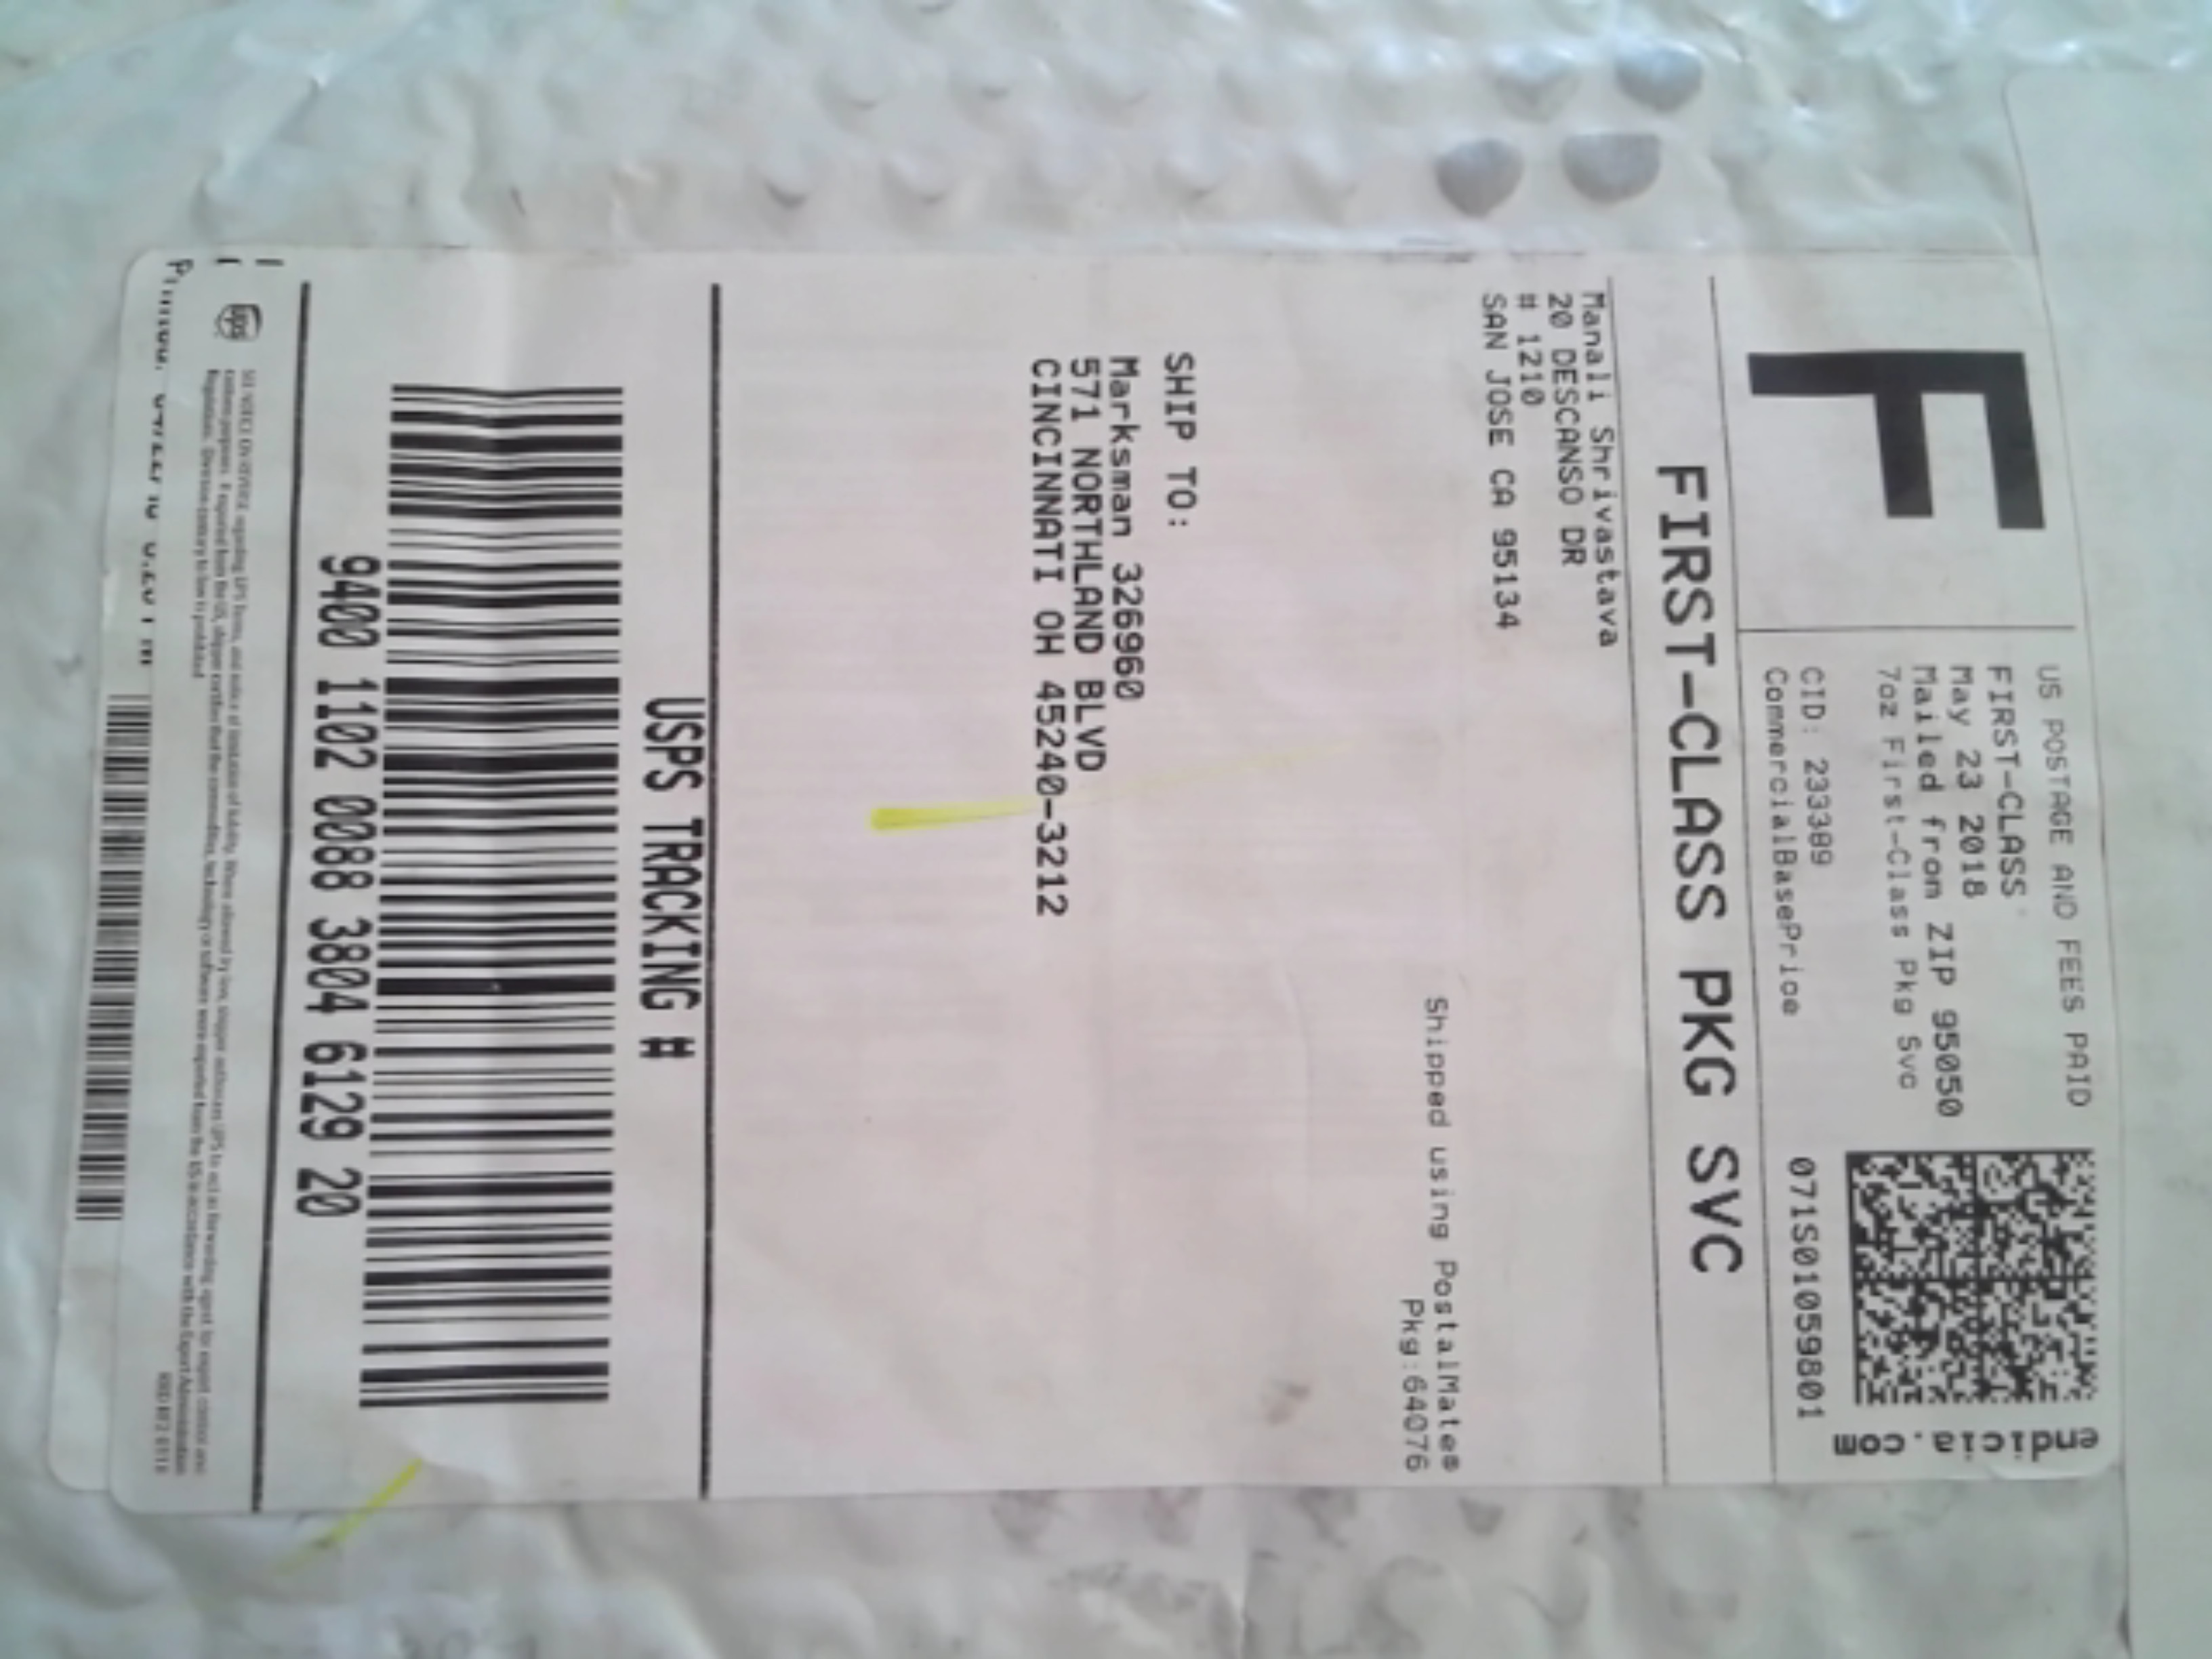 F
US POSTAGE AND FEES PAID
FIRST-CLASS
May 23 2018
Mailed from ZIP 95050
7oz First-Class Pkg Svc
CID: 233389
CommercialBasePrice
071S01059801
endicia.com
FIRST-CLASS PKG SVC
Manali Shrivastava
20 DESCANSO DR
# 1210
SAN JOSE CA 95134
Shipped using PostalMate®
Pkg:64076
SHIP TO:
Marksman 326960
571 NORTHLAND BLVD
CINCINNATI OH 45240-3212
USPS TRACKING #
9400 1102 0088 3804 6129 20
ups